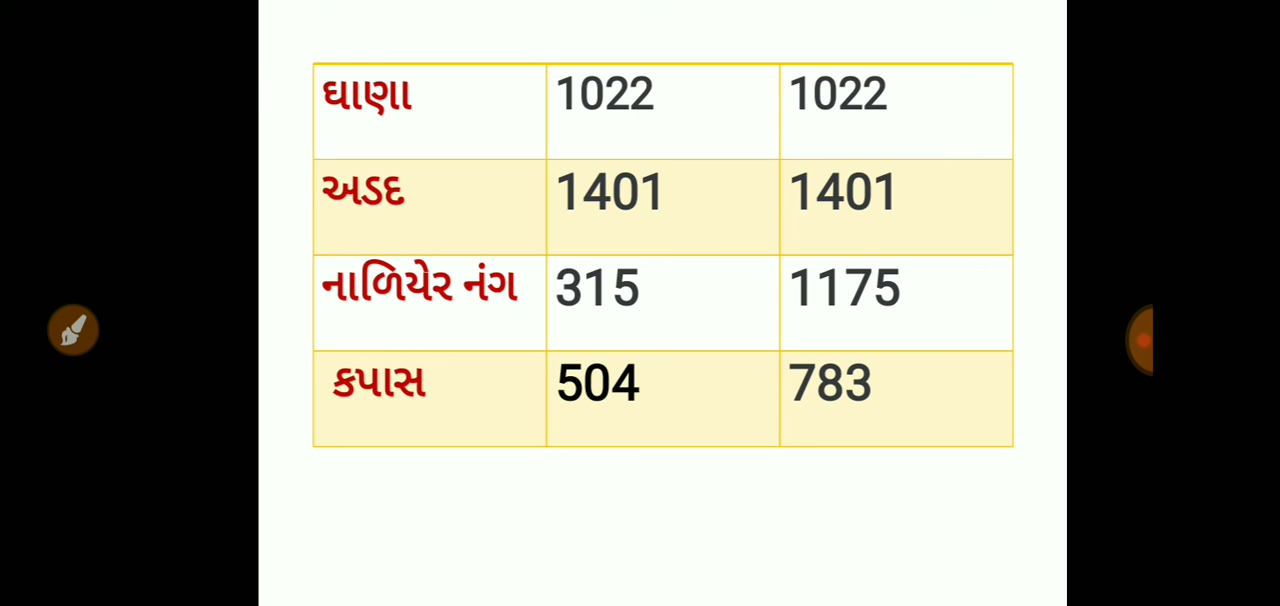 ઘાણા 1022 1022
અડદ 1401 1401
નાળિયેર નંગ 315 1175
કપાસ 504 783